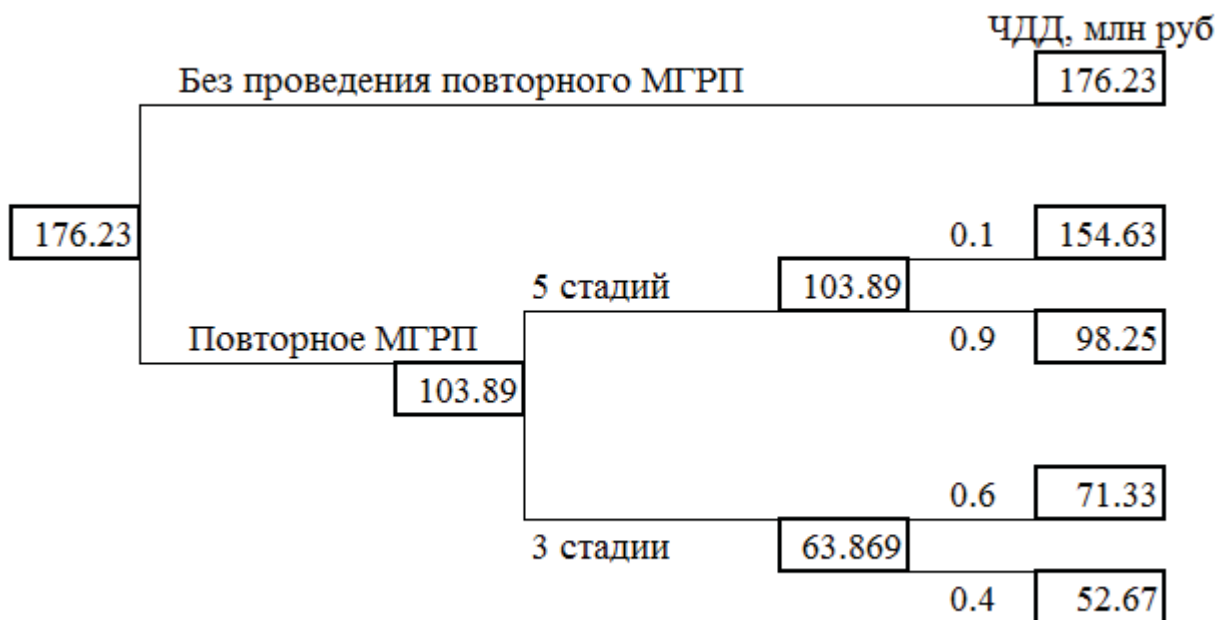 ЧДД, млн руб
Без проведения повторного МГРП 176.23
176.23
0.1 154.63
5 стадий 103.89
Повторное МГРП 0.9 98.25
103.89
0.6 71.33
3 стадии 63.869
0.4 52.67